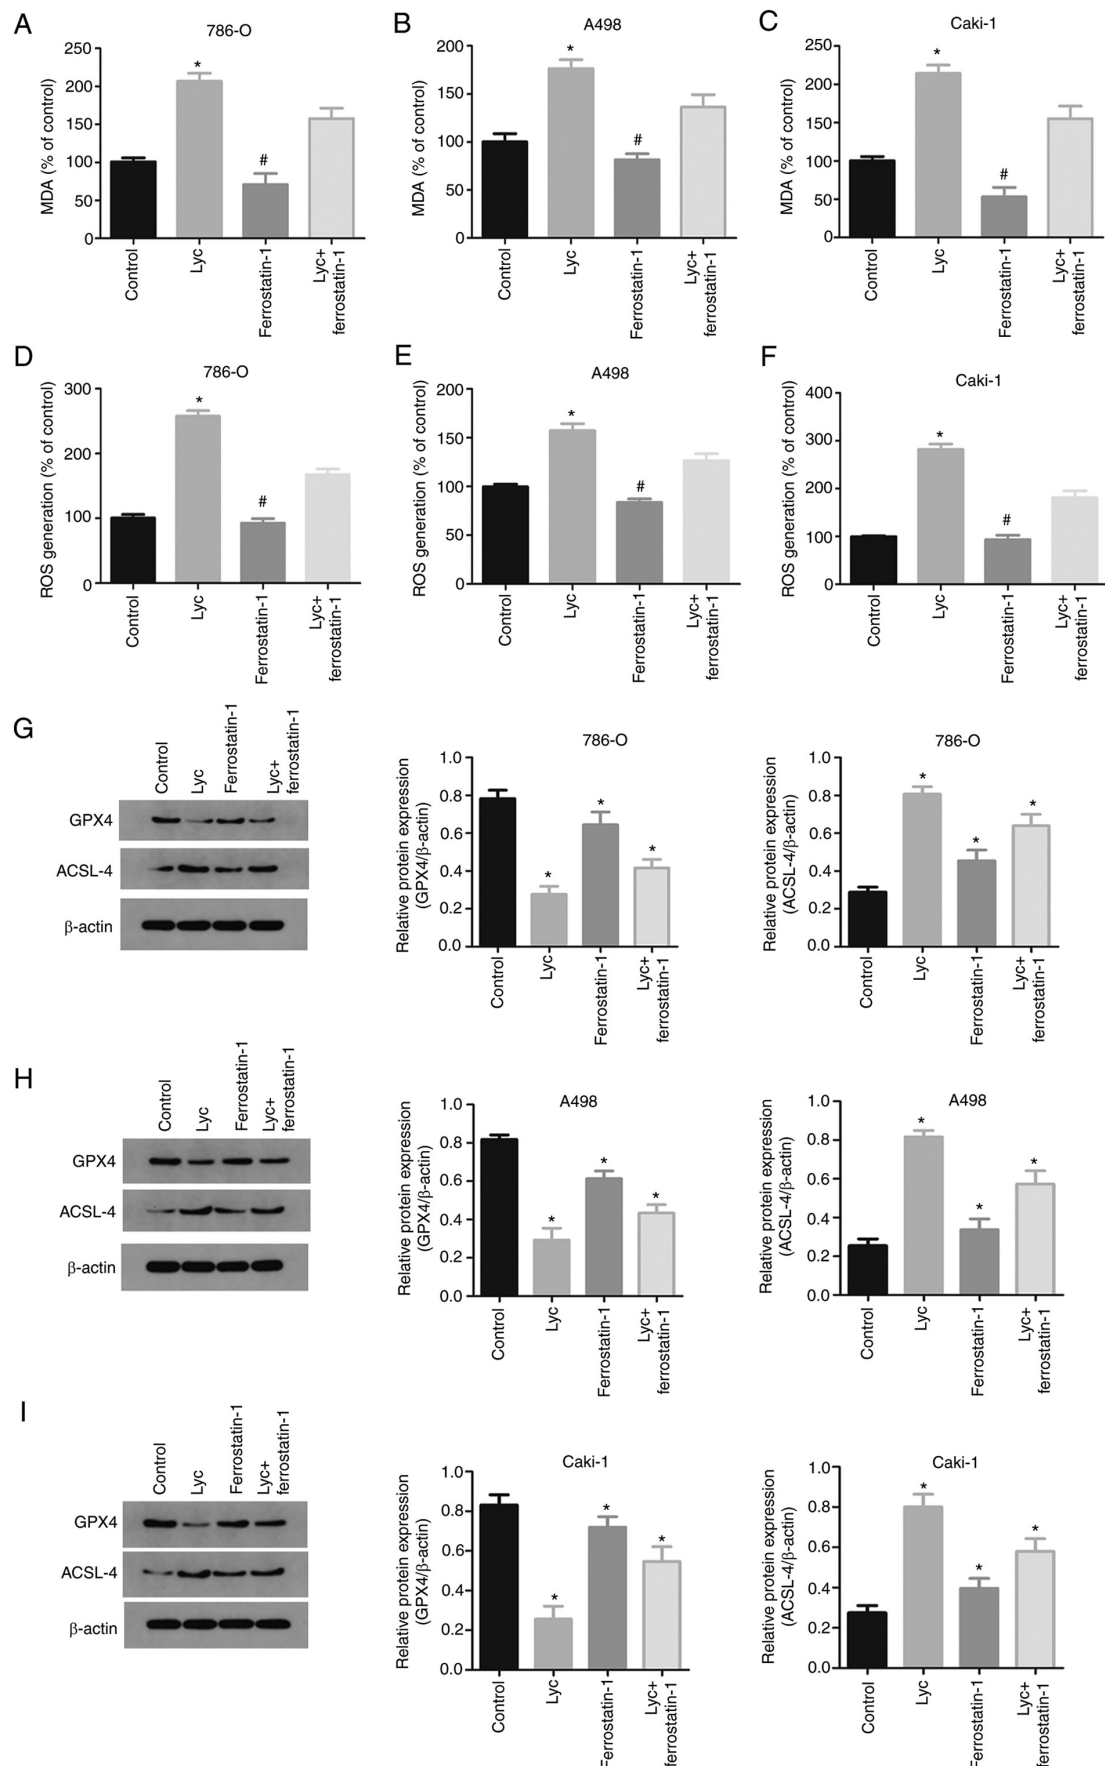 A
786-O
MDA (% of control)
250
200
150
100
50
0
*
#
Control
Lyc
Ferrostatin-1
Lyc+
ferrostatin-1
B
A498
MDA (% of control)
200
150
100
50
0
*
#
Control
Lyc
Ferrostatin-1
Lyc+
ferrostatin-1
C
Caki-1
MDA (% of control)
250
200
150
100
50
0
*
#
Control
Lyc
Ferrostatin-1
Lyc+
ferrostatin-1
D
786-O
ROS generation (% of control)
300
200
100
0
*
#
Control
Lyc
Ferrostatin-1
Lyc+
ferrostatin-1
E
A498
ROS generation (% of control)
200
150
100
50
0
*
#
Control
Lyc
Ferrostatin-1
Lyc+
ferrostatin-1
F
Caki-1
ROS generation (% of control)
400
300
200
100
0
*
#
Control
Lyc
Ferrostatin-1
Lyc+
ferrostatin-1
G
Control
Lyc
Ferrostatin-1
Lyc+
ferrostatin-1
GPX4
ACSL-4
β-actin
786-O
Relative protein expression
(GPX4/β-actin)
1.0
0.8
0.6
0.4
0.2
0.0
*
*
*
Control
Lyc
Ferrostatin-1
Lyc+
ferrostatin-1
786-O
Relative protein expression
(ACSL-4/β-actin)
1.0
0.8
0.6
0.4
0.2
0.0
*
*
*
Control
Lyc
Ferrostatin-1
Lyc+
ferrostatin-1
H
Control
Lyc
Ferrostatin-1
Lyc+
ferrostatin-1
GPX4
ACSL-4
β-actin
A498
Relative protein expression
(GPX4/β-actin)
1.0
0.8
0.6
0.4
0.2
0.0
*
*
*
Control
Lyc
Ferrostatin-1
Lyc+
ferrostatin-1
A498
Relative protein expression
(ACSL-4/β-actin)
1.0
0.8
0.6
0.4
0.2
0.0
*
*
*
Control
Lyc
Ferrostatin-1
Lyc+
ferrostatin-1
I
Control
Lyc
Ferrostatin-1
Lyc+
ferrostatin-1
GPX4
ACSL-4
β-actin
Caki-1
Relative protein expression
(GPX4/β-actin)
1.0
0.8
0.6
0.4
0.2
0.0
*
*
*
Control
Lyc
Ferrostatin-1
Lyc+
ferrostatin-1
Caki-1
Relative protein expression
(ACSL-4/β-actin)
1.0
0.8
0.6
0.4
0.2
0.0
*
*
*
Control
Lyc
Ferrostatin-1
Lyc+
ferrostatin-1